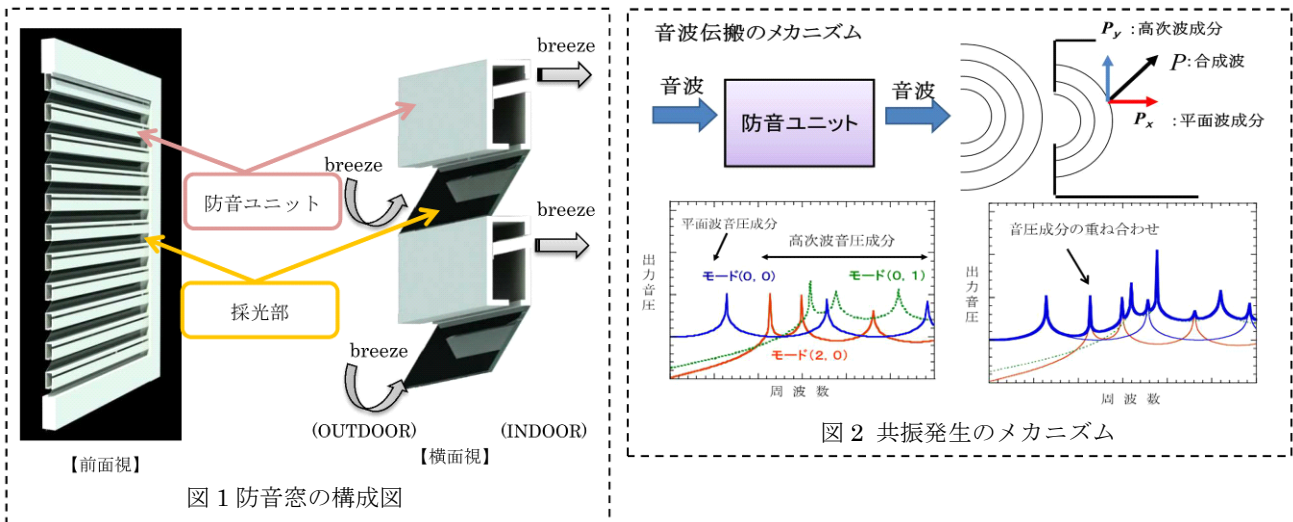 breeze
breeze
防音ユニット
breeze
採光部
breeze
(OUTDOOR)
(INDOOR)
【前面視】
【横面視】
図1防音窓の構成図
音波伝搬のメカニズム
音波
防音ユニット
音波
Py :高次波成分
P:合成波
Px :平面波成分
平面波音圧成分
高次波音圧成分
モード(0, 0)
モード(0, 1)
モード(2, 0)
出力音圧
周 波 数
音圧成分の重ね合わせ
出力音圧
周 波 数
図2 共振発生のメカニズム